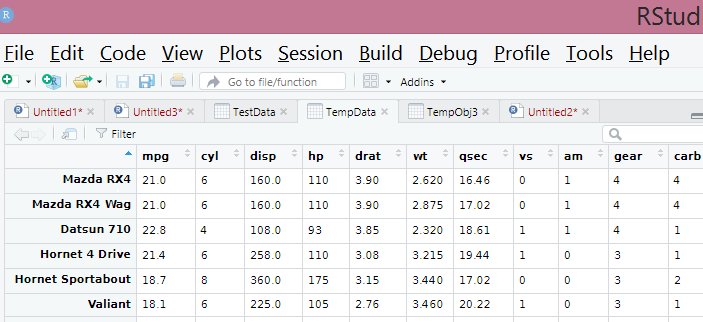 R RStud
File Edit Code View Plots Session Build Debug Profile Tools Help
Go to file/function Addins
Untitled1* Untitled3* TestData TempData TempObj3 Untitled2*
Filter
mpg cyl disp hp drat wt qsec vs am gear carb
Mazda RX4 21.0 6 160.0 110 3.90 2.620 16.46 0 1 4 4
Mazda RX4 Wag 21.0 6 160.0 110 3.90 2.875 17.02 0 1 4 4
Datsun 710 22.8 4 108.0 93 3.85 2.320 18.61 1 1 4 1
Hornet 4 Drive 21.4 6 258.0 110 3.08 3.215 19.44 1 0 3 1
Hornet Sportabout 18.7 8 360.0 175 3.15 3.440 17.02 0 0 3 2
Valiant 18.1 6 225.0 105 2.76 3.460 20.22 1 0 3 1